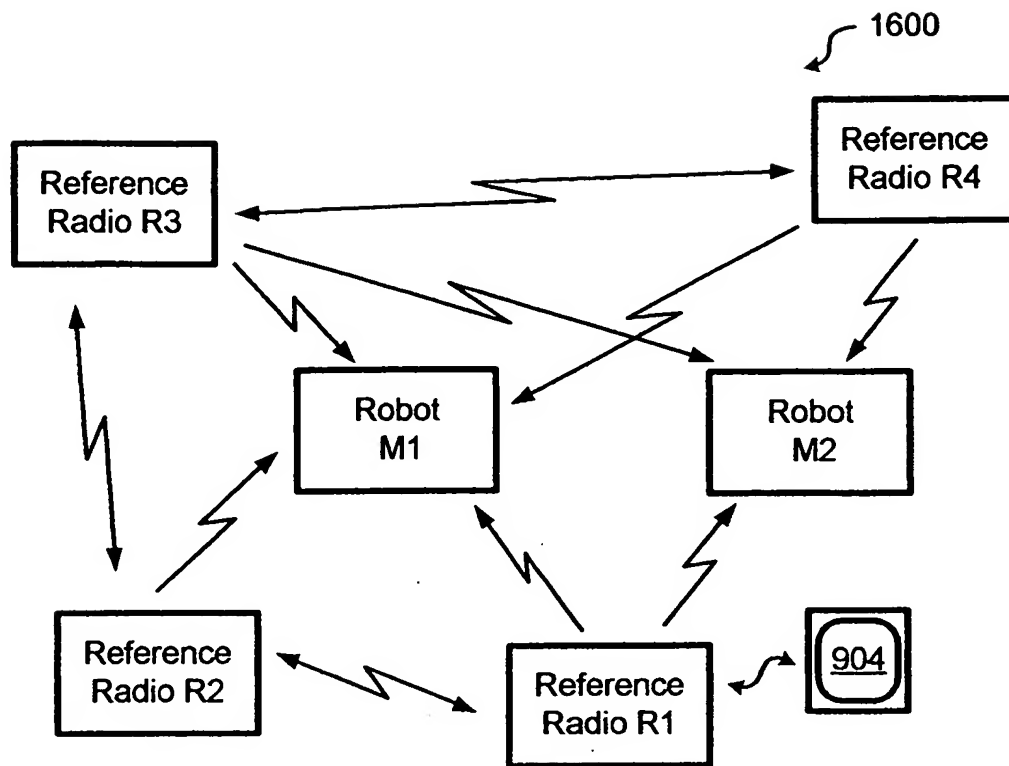 1600
Reference
Radio R4
Reference
Radio R3
Robot
M1
Robot
M2
Reference
Radio R2
Reference
Radio R1
904